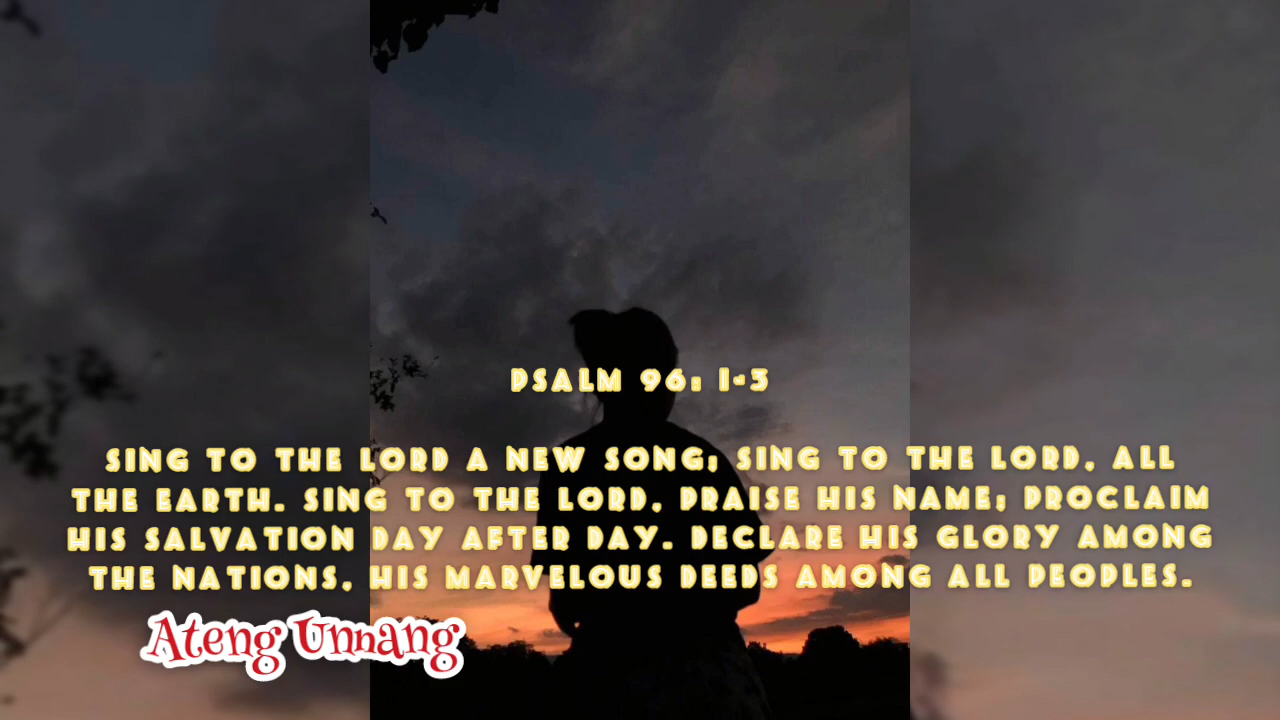 PSALM 96: 1-3
SING TO THE LORD A NEW SONG; SING TO THE LORD, ALL
THE EARTH. SING TO THE LORD, PRAISE HIS NAME; PROCLAIM
HIS SALVATION DAY AFTER DAY. DECLARE HIS GLORY AMONG
THE NATIONS, HIS MARVELOUS DEEDS AMONG ALL PEOPLES.
Ateng Unnang